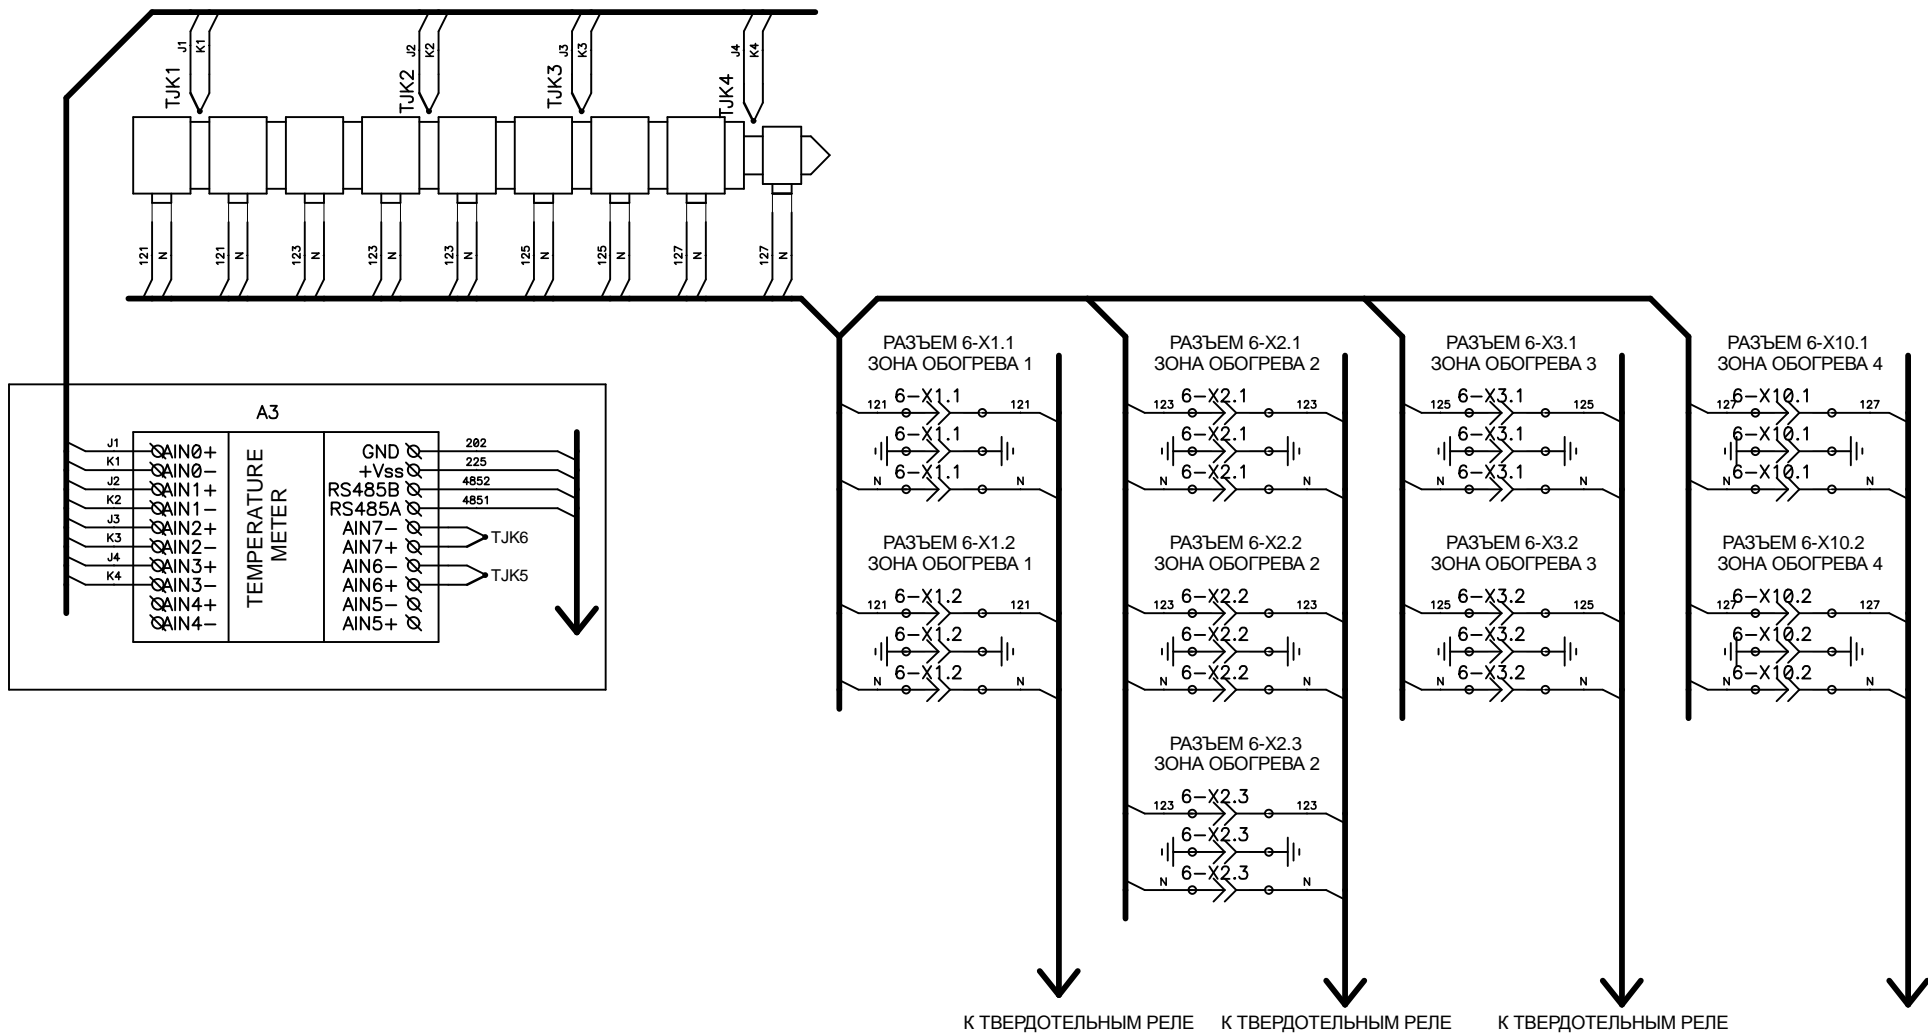 J1 K1 J2 K2 J3 K3 J4 K4
TJK1 TJK2 TJK3 TJK4
121 N 121 N 123 N 123 N 123 N 125 N 125 N 127 N 127 N
A3
TEMPERATURE
METER
J1 AIN0+ GND 202
K1 AIN0- +Vss 225
J2 AIN1+ RS485B 4852
K2 AIN1- RS485A 4851
J3 AIN2+ AIN7-
TJK6
K3 AIN2- AIN7+
J4 AIN3+ AIN6-
TJK5
K4 AIN3- AIN6+
AIN4+ AIN5-
AIN4- AIN5+
РАЗЪЕМ 6-X1.1
ЗОНА ОБОГРЕВА 1
121 6-X1.1 121
6-X1.1
N 6-X1.1 N
РАЗЪЕМ 6-X1.2
ЗОНА ОБОГРЕВА 1
121 6-X1.2 121
6-X1.2
N 6-X1.2 N
К ТВЕРДОТЕЛЬНЫМ РЕЛЕ
РАЗЪЕМ 6-X2.1
ЗОНА ОБОГРЕВА 2
123 6-X2.1 123
6-X2.1
N 6-X2.1 N
РАЗЪЕМ 6-X2.2
ЗОНА ОБОГРЕВА 2
123 6-X2.2 123
6-X2.2
N 6-X2.2 N
РАЗЪЕМ 6-X2.3
ЗОНА ОБОГРЕВА 2
123 6-X2.3 123
6-X2.3
N 6-X2.3 N
К ТВЕРДОТЕЛЬНЫМ РЕЛЕ
РАЗЪЕМ 6-X3.1
ЗОНА ОБОГРЕВА 3
125 6-X3.1 125
6-X3.1
N 6-X3.1 N
РАЗЪЕМ 6-X3.2
ЗОНА ОБОГРЕВА 3
125 6-X3.2 125
6-X3.2
N 6-X3.2 N
К ТВЕРДОТЕЛЬНЫМ РЕЛЕ
РАЗЪЕМ 6-X10.1
ЗОНА ОБОГРЕВА 4
127 6-X10.1 127
6-X10.1
N 6-X10.1 N
РАЗЪЕМ 6-X10.2
ЗОНА ОБОГРЕВА 4
127 6-X10.2 127
6-X10.2
N 6-X10.2 N